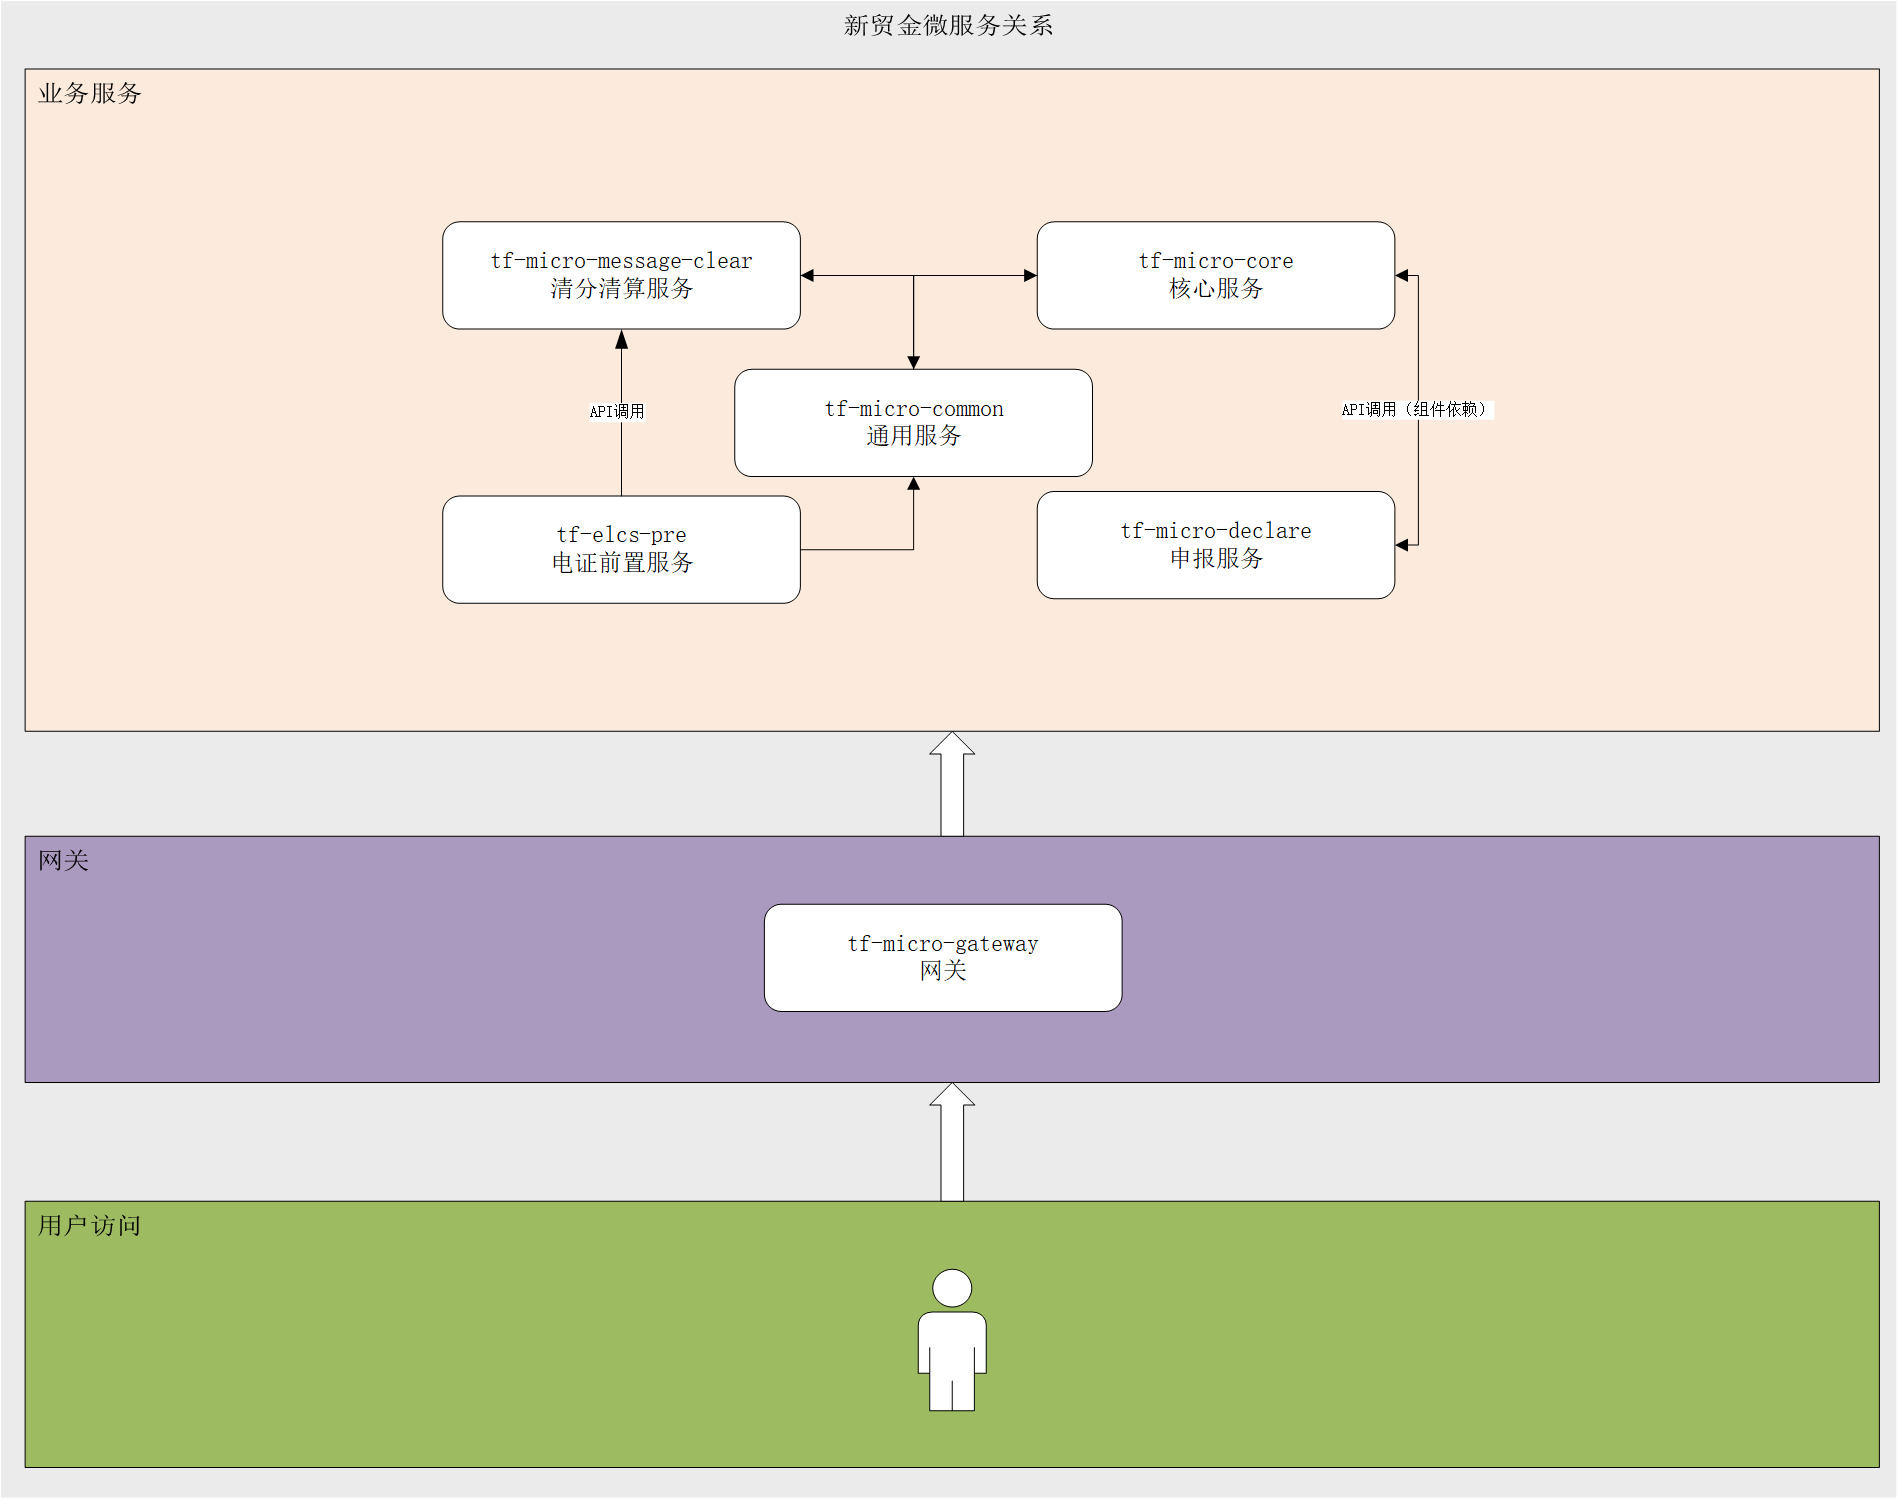 新贸金微服务关系
业务服务
tf-micro-message-clear
清分清算服务
tf-micro-core
核心服务
tf-micro-common
通用服务
API调用
API调用（组件依赖）
tf-elcs-pre
电证前置服务
tf-micro-declare
申报服务
网关
tf-micro-gateway
网关
用户访问